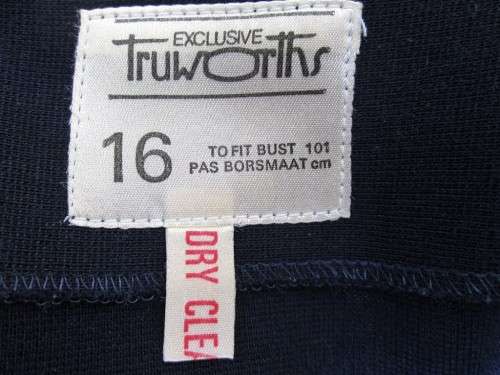 EXCLUSIVE
truworths
16
TO FIT BUST 101
PAS BORSMAAT cm
DRY CLEA